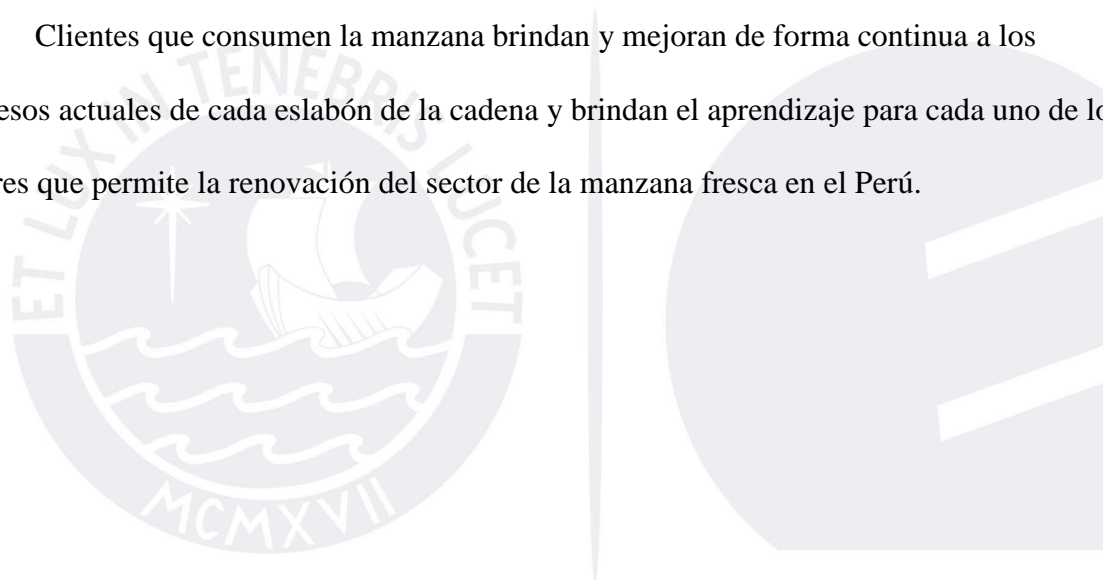 Clientes que consumen la manzana brindan y mejoran de forma continua a los
esos actuales de cada eslabón de la cadena y brindan el aprendizaje para cada uno de lo
res que permite la renovación del sector de la manzana fresca en el Perú.
ET LUX IN TENEBRIS LUCET
MCMXVII